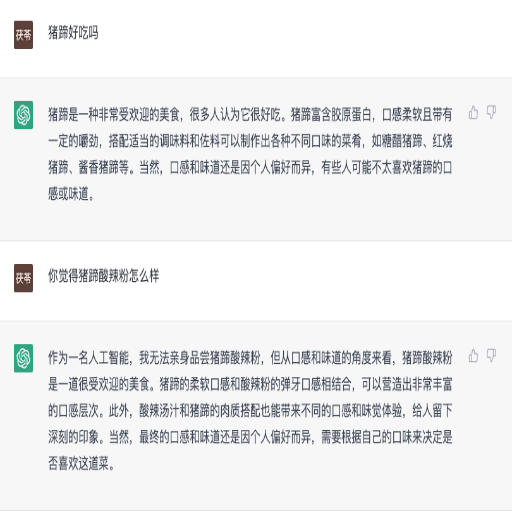 茯苓
猪蹄好吃吗
猪蹄是一种非常受欢迎的美食，很多人认为它很好吃。猪蹄富含胶原蛋白，口感柔软且带有
一定的嚼劲，搭配适当的调味料和佐料可以制作出各种不同口味的菜肴，如糖醋猪蹄、红烧
猪蹄、酱香猪蹄等。当然，口感和味道还是因个人偏好而异，有些人可能不太喜欢猪蹄的口
感或味道。
茯苓
你觉得猪蹄酸辣粉怎么样
作为一名人工智能，我无法亲身品尝猪蹄酸辣粉，但从口感和味道的角度来看，猪蹄酸辣粉
是一道很受欢迎的美食。猪蹄的柔软口感和酸辣粉的弹牙口感相结合，可以营造出非常丰富
的口感层次。此外，酸辣汤汁和猪蹄的肉质搭配也能带来不同的口感和味觉体验，给人留下
深刻的印象。当然，最终的口感和味道还是因个人偏好而异，需要根据自己的口味来决定是
否喜欢这道菜。